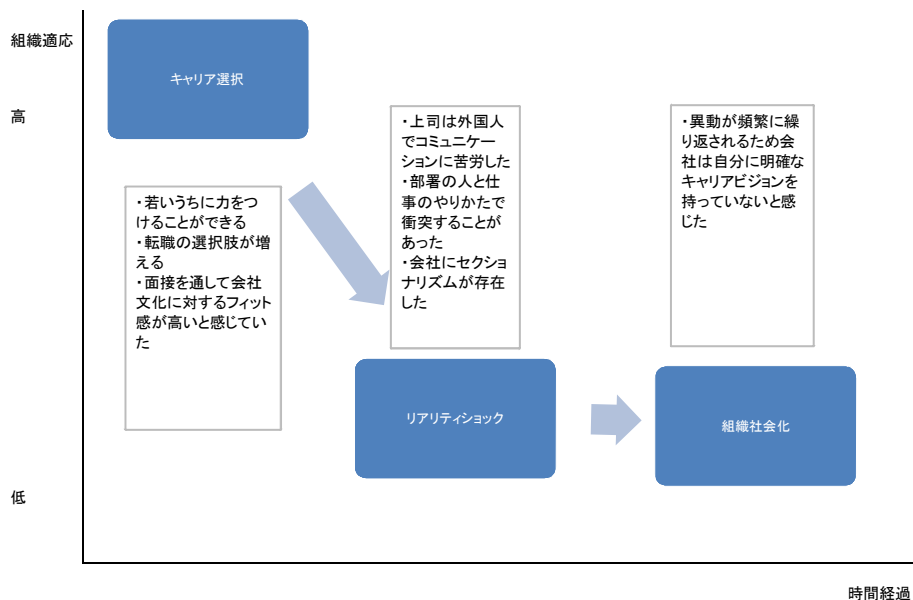 組織適応
高
低
時間経過
キャリア選択
・若いうちに力をつ
けることができる
・転職の選択肢が増
える
・面接を通して会社
文化に対するフィット
感が高いと感じてい
た
・上司は外国人
でコミュニケー
ションに苦労した
・部署の人と仕
事のやりかたで
衝突することが
あった
・会社にセクショ
ナリズムが存在
した
リアリティショック
・異動が頻繁に繰
り返されるため会
社は自分に明確な
キャリアビジョンを
持っていないと感
じた
組織社会化